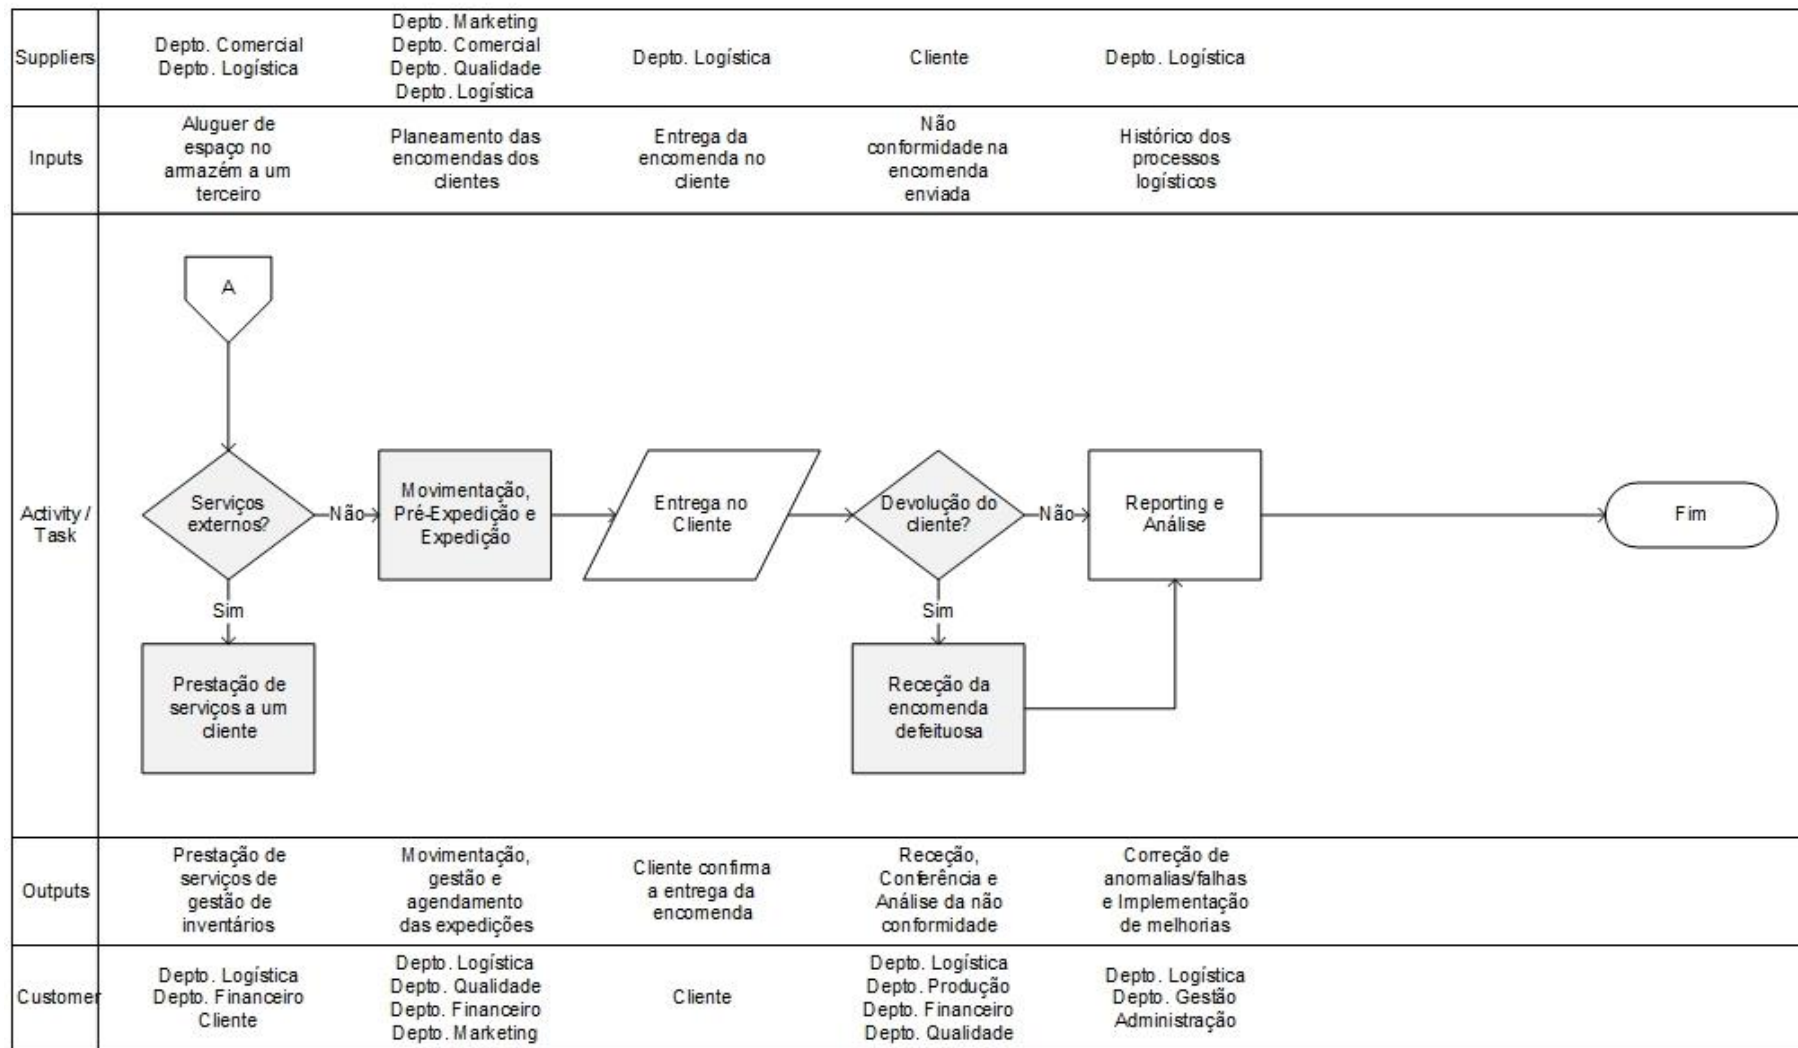 Suppliers
Depto. Comercial
Depto. Logística
Depto. Marketing
Depto. Comercial
Depto. Qualidade
Depto. Logística
Depto. Logística
Cliente
Depto. Logística
Inputs
Aluguer de
espaço no
armazém a um
terceiro
Planeamento das
encomendas dos
clientes
Entrega da
encomenda no
cliente
Não
conformidade na
encomenda
enviada
Histórico dos
processos
logísticos
Activity /
Task
A
Serviços
externos?
Não
Movimentação,
Pré-Expedição e
Expedição
Entrega no
Cliente
Devolução do
cliente?
Não
Reporting e
Análise
Fim
Sim
Prestação de
serviços a um
cliente
Sim
Receção da
encomenda
defeituosa
Outputs
Prestação de
serviços de
gestão de
inventários
Movimentação,
gestão e
agendamento
das expedições
Cliente confirma
a entrega da
encomenda
Receção,
Conferência e
Análise da não
conformidade
Correção de
anomalias/falhas
e Implementação
de melhorias
Customer
Depto. Logística
Depto. Financeiro
Cliente
Depto. Logística
Depto. Qualidade
Depto. Financeiro
Depto. Marketing
Cliente
Depto. Logística
Depto. Produção
Depto. Financeiro
Depto. Qualidade
Depto. Logística
Depto. Gestão
Administração